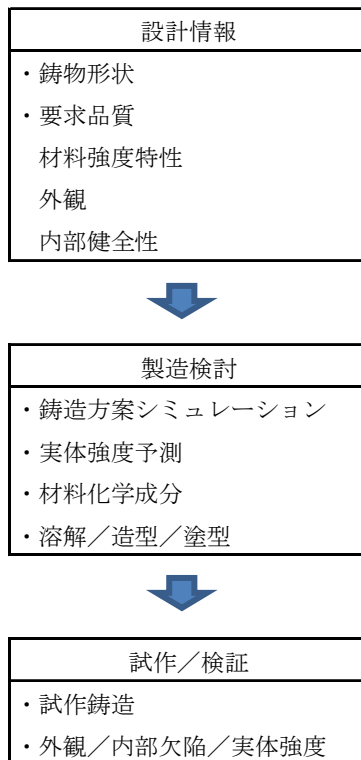 設計情報
・鋳物形状
・要求品質
材料強度特性
外観
内部健全性
製造検討
・鋳造方案シミュレーション
・実体強度予測
・材料化学成分
・溶解／造型／塗型
試作／検証
・試作鋳造
・外観／内部欠陥／実体強度